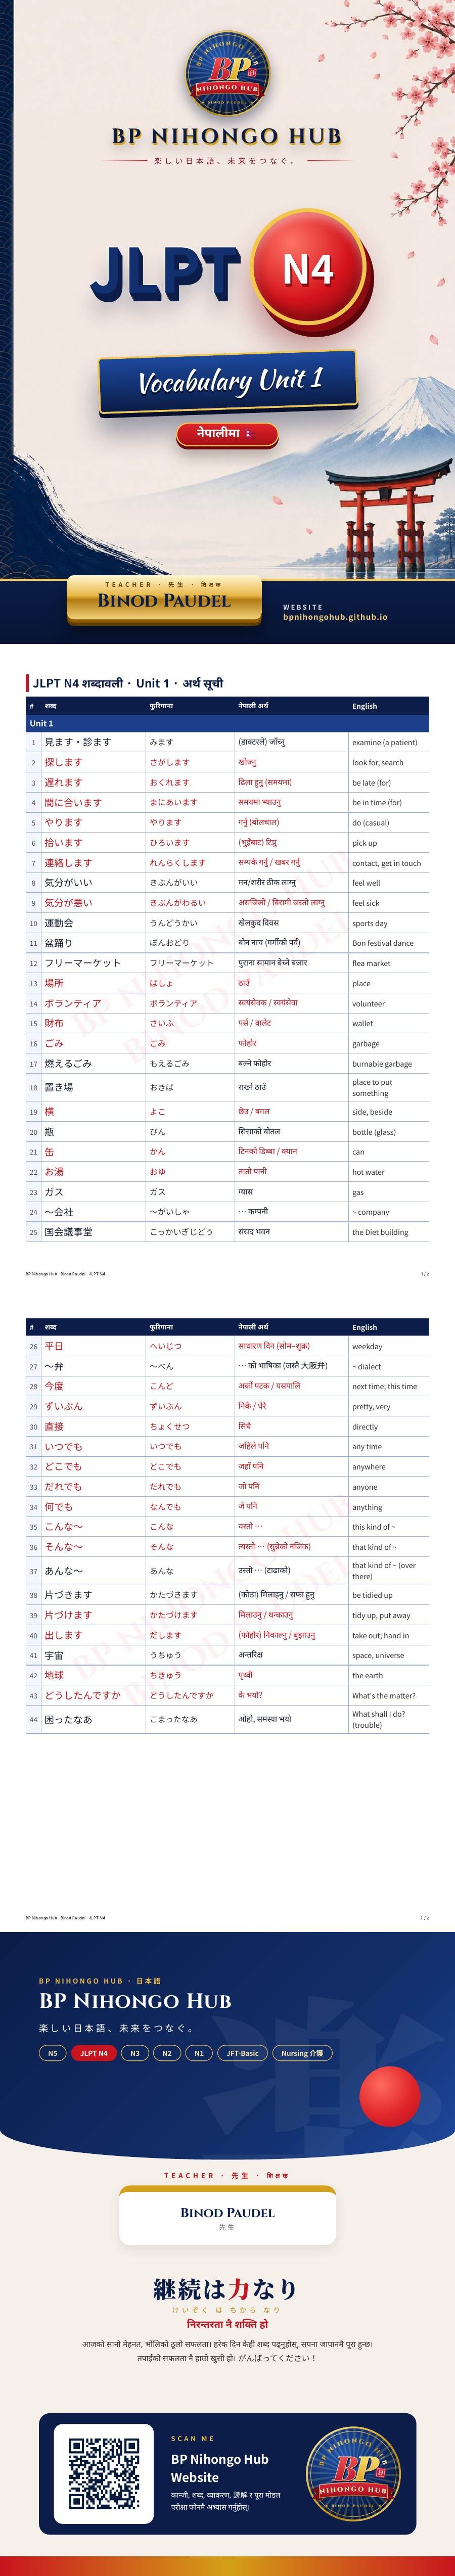 BP
NIHONGO HUB
BINOD PAUDEL
BP NIHONGO HUB
楽しい日本語、未来をつなぐ。
JLPT N4
Vocabulary Unit 1
नेपालीमा
TEACHER · 先生 · शिक्षक
BINOD PAUDEL
WEBSITE
bpnihongohub.github.io
JLPT N4 शब्दावली · Unit 1 · अर्थ सूची
# शब्द फुरिगाना नेपाली अर्थ English
Unit 1
1 見ます・診ます みます (डाक्टरले) जाँच्नु examine (a patient)
2 探します さがします खोज्नु look for, search
3 遅れます おくれます ढिला हुनु (समयमा) be late (for)
4 間に合います まにあいます समयमा भ्याउनु be in time (for)
5 やります やります गर्नु (बोलचाल) do (casual)
6 拾います ひろいます (भुइँबाट) टिप्नु pick up
7 連絡します れんらくします सम्पर्क गर्नु / खबर गर्नु contact, get in touch
8 気分がいい きぶんがいい मन/शरीर ठीक लाग्नु feel well
9 気分が悪い きぶんがわるい असजिलो / बिरामी जस्तो लाग्नु feel sick
10 運動会 うんどうかい खेलकुद दिवस sports day
11 盆踊り ぼんおどり बोन नाच (गर्मीको पर्व) Bon festival dance
12 フリーマーケット フリーマーケット पुराना सामान बेच्ने बजार flea market
13 場所 ばしょ ठाउँ place
14 ボランティア ボランティア स्वयंसेवक / स्वयंसेवा volunteer
15 財布 さいふ पर्स / वालेट wallet
16 ごみ ごみ फोहोर garbage
17 燃えるごみ もえるごみ बल्ने फोहोर burnable garbage
18 置き場 おきば राख्ने ठाउँ place to put something
19 横 よこ छेउ / बगल side, beside
20 瓶 びん सिसाको बोतल bottle (glass)
21 缶 かん टिनको डिब्बा / क्यान can
22 お湯 おゆ तातो पानी hot water
23 ガス ガス ग्यास gas
24 ～会社 ～がいしゃ … कम्पनी ~ company
25 国会議事堂 こっかいぎじどう संसद भवन the Diet building
BP Nihongo Hub · Binod Paudel · JLPT N4 1 / 2
# शब्द फुरिगाना नेपाली अर्थ English
26 平日 へいじつ साधारण दिन (सोम–शुक्र) weekday
27 ～弁 ～べん … को भाषिका (जस्तै 大阪弁) ~ dialect
28 今度 こんど अर्को पटक / यसपालि next time; this time
29 ずいぶん ずいぶん निकै / धेरै pretty, very
30 直接 ちょくせつ सिधै directly
31 いつでも いつでも जहिले पनि any time
32 どこでも どこでも जहाँ पनि anywhere
33 だれでも だれでも जो पनि anyone
34 何でも なんでも जे पनि anything
35 こんな～ こんな यस्तो … this kind of ~
36 そんな～ そんな त्यस्तो … (सुन्नेको नजिक) that kind of ~
37 あんな～ あんな उस्तो … (टाढाको) that kind of ~ (over there)
38 片づきます かたづきます (कोठा) मिलाइनु / सफा हुनु be tidied up
39 片づけます かたづけます मिलाउनु / थन्काउनु tidy up, put away
40 出します だします (फोहोर) निकाल्नु / बुझाउनु take out; hand in
41 宇宙 うちゅう अन्तरिक्ष space, universe
42 地球 ちきゅう पृथ्वी the earth
43 どうしたんですか どうしたんですか के भयो? What's the matter?
44 困ったなあ こまったなあ ओहो, समस्या भयो What shall I do? (trouble)
BP Nihongo Hub · Binod Paudel · JLPT N4 2 / 2
BP NIHONGO HUB · 日本語
BP NIHONGO HUB
楽しい日本語、未来をつなぐ。
N5 JLPT N4 N3 N2 N1 JFT-Basic Nursing 介護
TEACHER · 先生 · शिक्षक
BINOD PAUDEL
先生
継続は力なり
けいぞく は ちから なり
निरन्तरता नै शक्ति हो
आजको सानो मेहनत, भोलिको ठूलो सफलता। हरेक दिन केही शब्द पढ्नुहोस्, सपना जापानमै पूरा हुन्छ।
तपाईंको सफलता नै हाम्रो खुसी हो। がんばってください！
SCAN ME
BP Nihongo Hub
Website
कान्जी, शब्द, व्याकरण, 読解 र पूरा मोडल
परीक्षा फोनमै अभ्यास गर्नुहोस्।
BP
NIHONGO HUB
BINOD PAUDEL